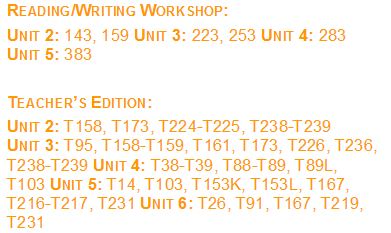 READING/WRITING WORKSHOP:
UNIT 2: 143, 159 UNIT 3: 223, 253 UNIT 4: 283
UNIT 5: 383
TEACHER'S EDITION:
UNIT 2: T158, T173, T224-T225, T238-T239
UNIT 3: T95, T158-T159, T161, T173, T226, T236,
T238-T239 UNIT 4: T38-T39, T88-T89, T89L,
T103 UNIT 5: T14, T103, T153K, T153L, T167,
T216-T217, T231 UNIT 6: T26, T91, T167, T219,
T231